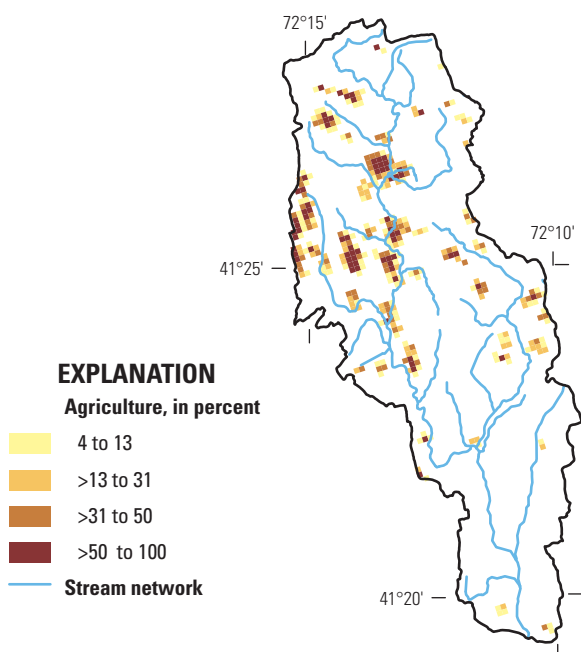 72°15'
72°10'
41°25'
EXPLANATION
Agriculture, in percent
4 to 13
>13 to 31
>31 to 50
>50 to 100
Stream network
41°20'